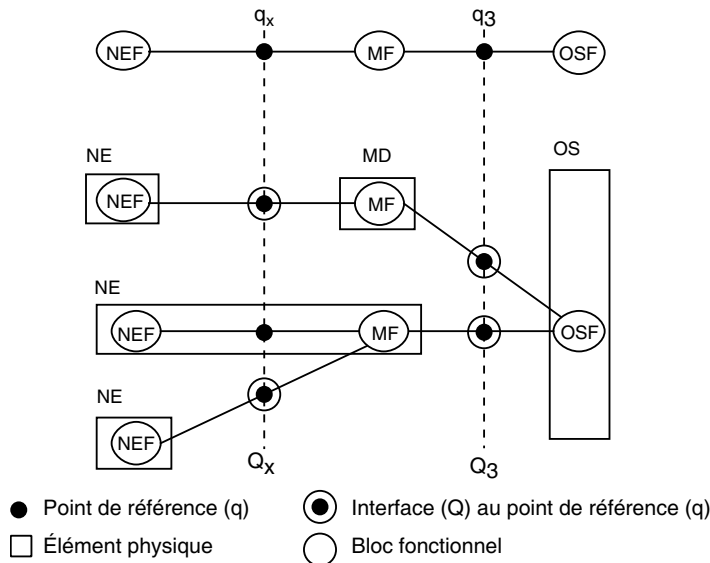 qx q3
NEF MF OSF
NE MD OS
NEF MF
NE
NEF MF OSF
NE
NEF
Qx Q3
Point de référence (q) Interface (Q) au point de référence (q)
Élément physique Bloc fonctionnel